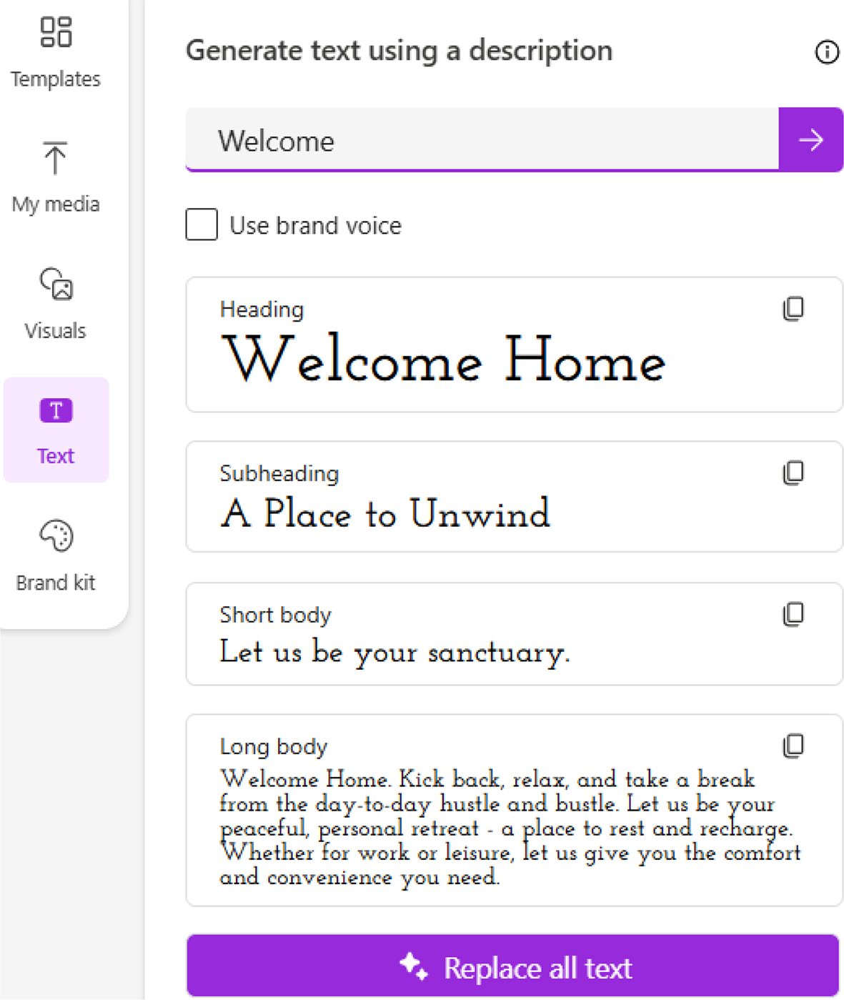 Templates
My media
Visuals
Text
Brand kit
Generate text using a description
Welcome
Use brand voice
Heading
Welcome Home
Subheading
A Place to Unwind
Short body
Let us be your sanctuary.
Long body
Welcome Home. Kick back, relax, and take a break
from the day-to-day hustle and bustle. Let us be your
peaceful, personal retreat - a place to rest and recharge.
Whether for work or leisure, let us give you the comfort
and convenience you need.
Replace all text